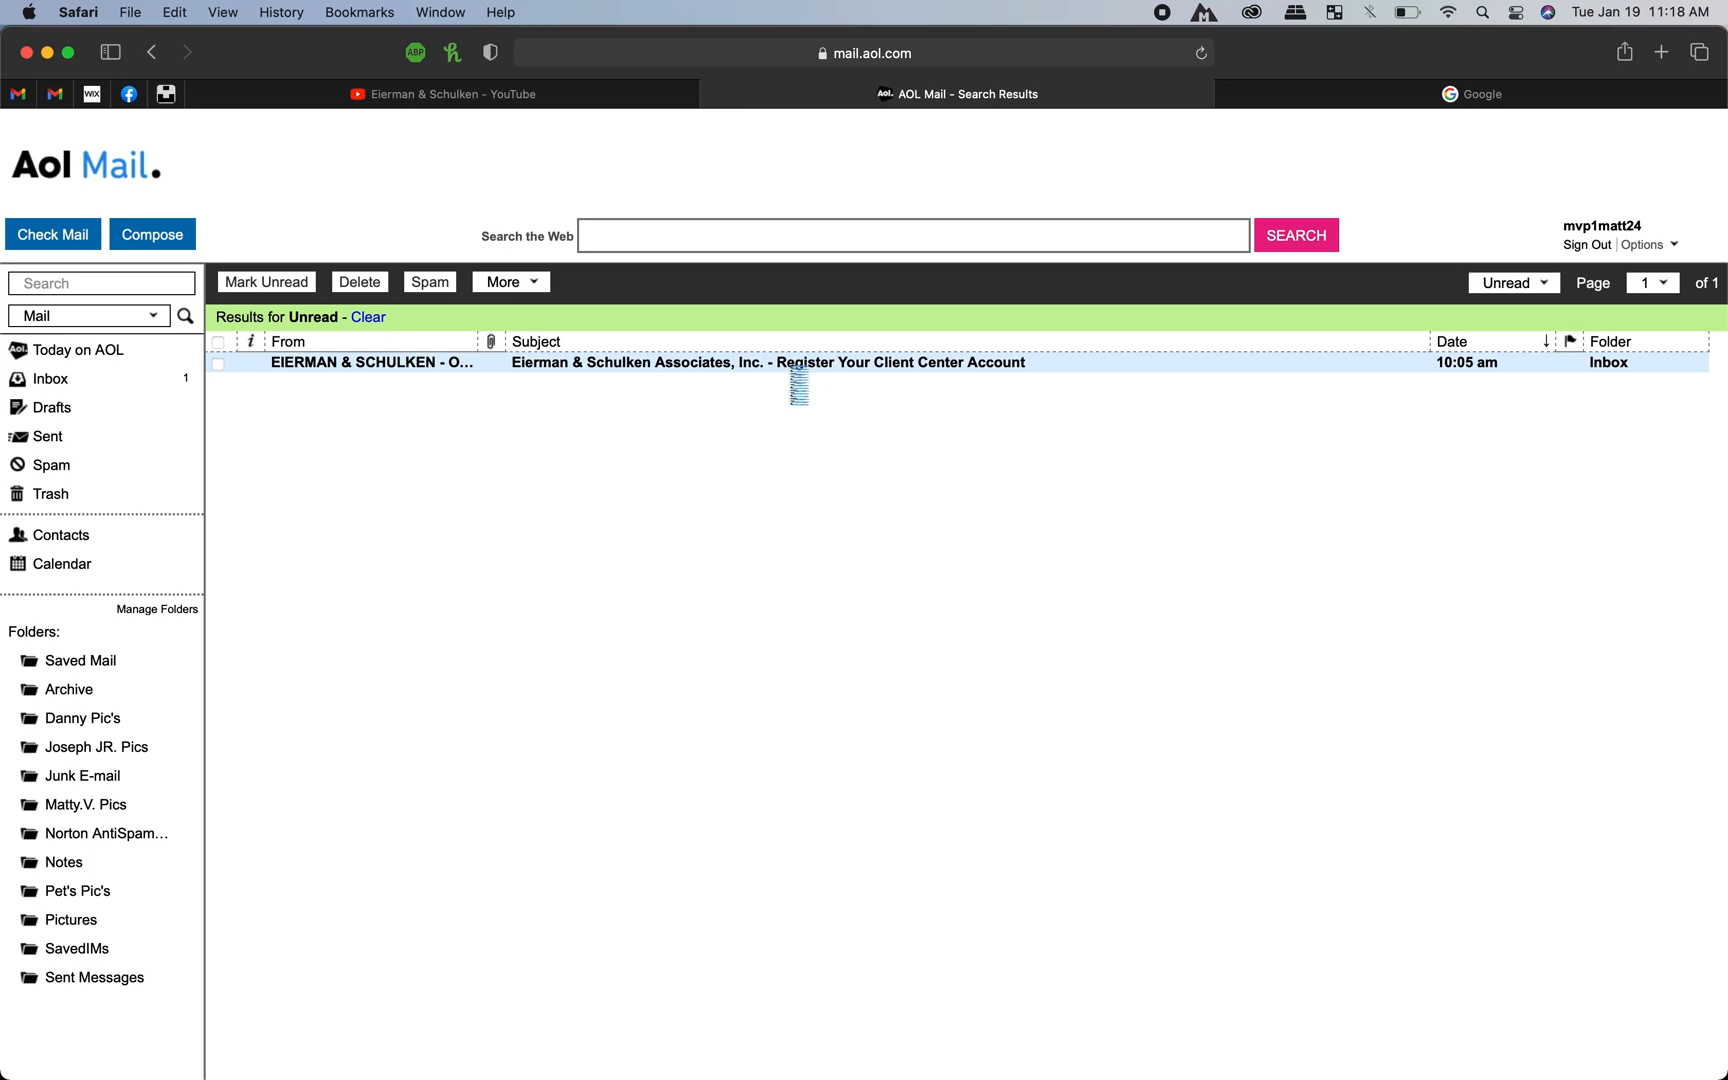 Safari File Edit View History Bookmarks Window Help Tue Jan 19 11:18 AM
ABP mail.aol.com
WIX Eierman & Schulken - YouTube Aol. AOL Mail - Search Results Google
Aol Mail.
Check Mail Compose Search the Web SEARCH mvp1matt24
Sign Out Options
Search Mark Unread Delete Spam More Unread Page 1 of 1
Mail Results for Unread - Clear
i From Subject Date ↓ Folder
EIERMAN & SCHULKEN - O... Eierman & Schulken Associates, Inc. - Register Your Client Center Account 10:05 am Inbox
Aol. Today on AOL
Inbox 1
Drafts
Sent
Spam
Trash
Contacts
Calendar
Manage Folders
Folders:
Saved Mail
Archive
Danny Pic's
Joseph JR. Pics
Junk E-mail
Matty.V. Pics
Norton AntiSpam...
Notes
Pet's Pic's
Pictures
SavedIMs
Sent Messages